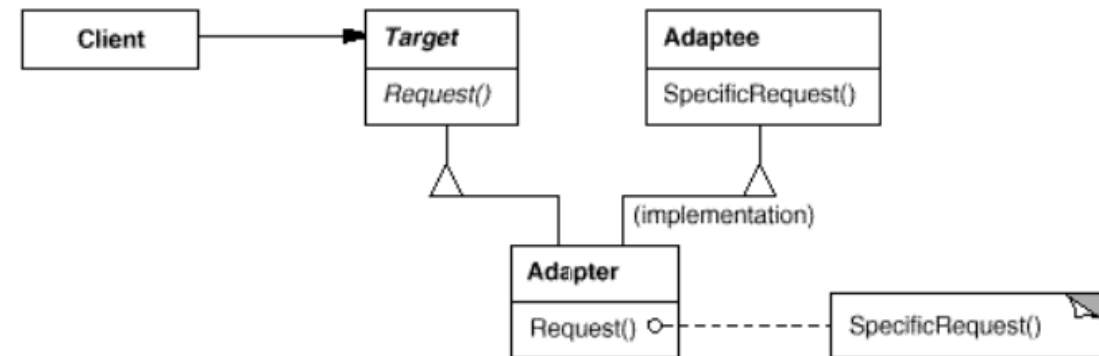 Client
Target
Request()
Adaptee
SpecificRequest()
(implementation)
Adapter
Request()
SpecificRequest()